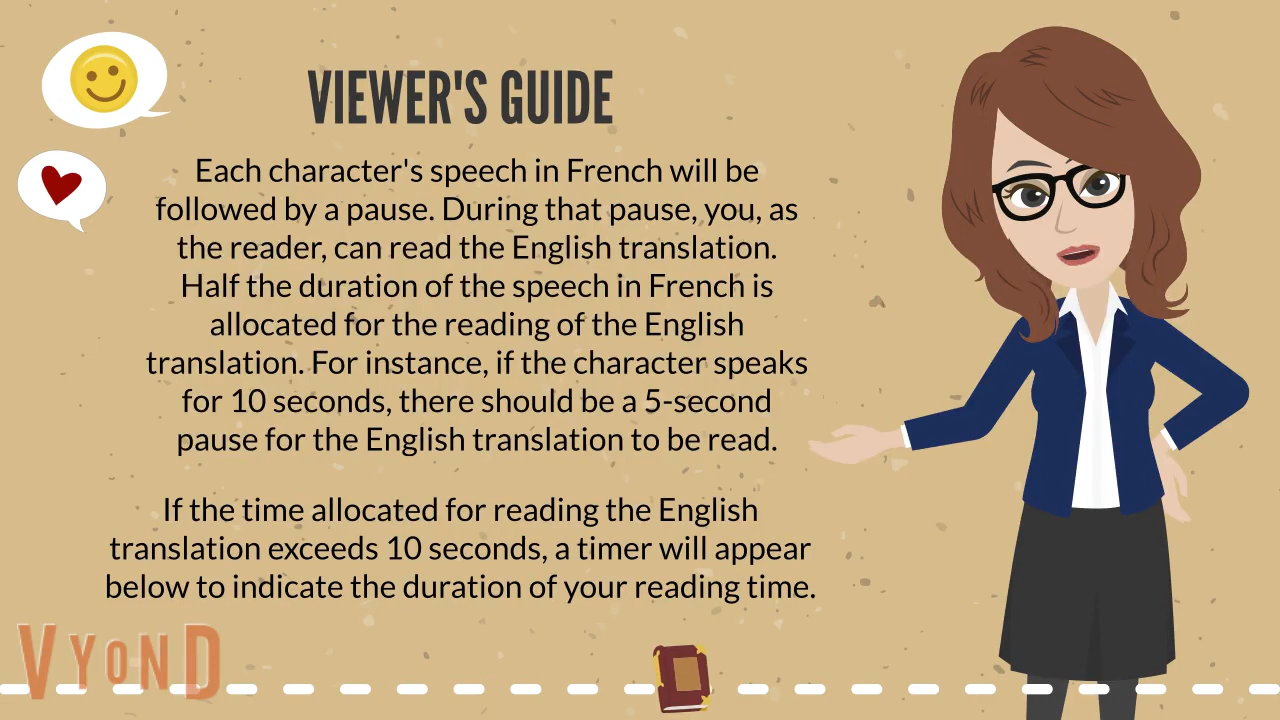 VIEWER'S GUIDE
Each character's speech in French will be
followed by a pause. During that pause, you, as
the reader, can read the English translation.
Half the duration of the speech in French is
allocated for the reading of the English
translation. For instance, if the character speaks
for 10 seconds, there should be a 5-second
pause for the English translation to be read.
If the time allocated for reading the English
translation exceeds 10 seconds, a timer will appear
below to indicate the duration of your reading time.
VYOND